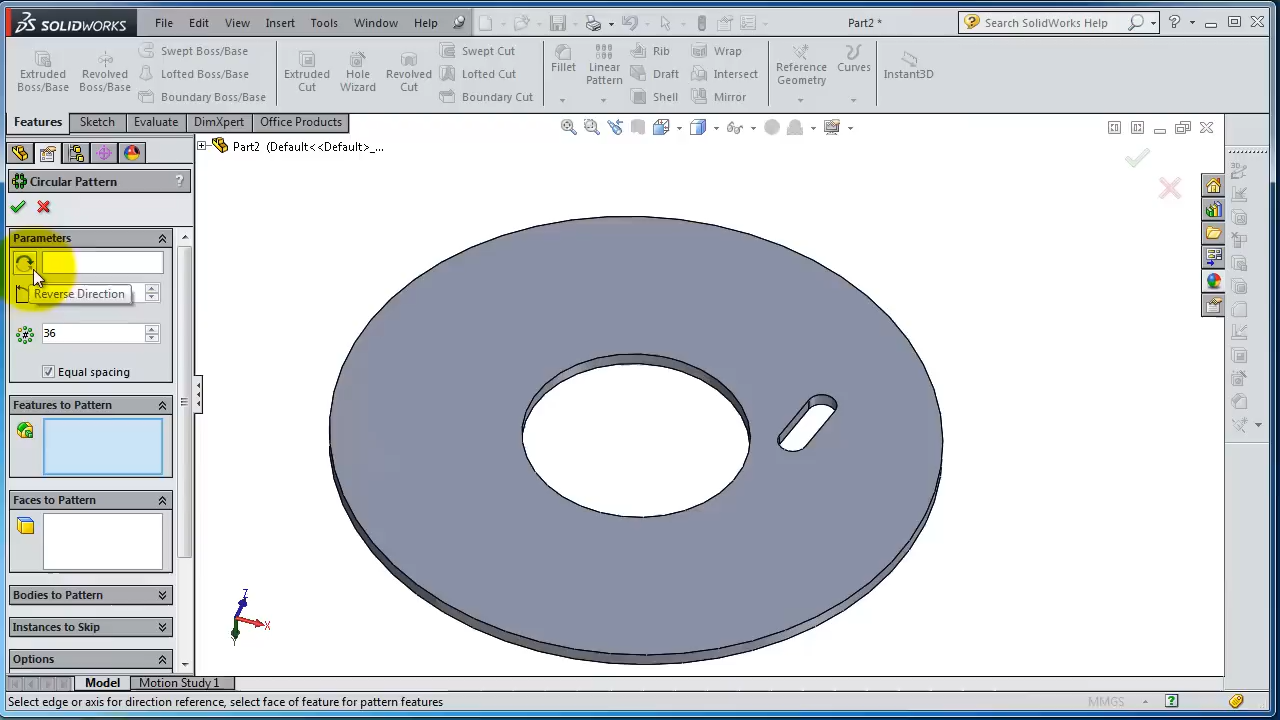 SOLIDWORKS File Edit View Insert Tools Window Help Part2 * Search SolidWorks Help
Extruded Boss/Base
Revolved Boss/Base
Swept Boss/Base
Lofted Boss/Base
Boundary Boss/Base
Extruded Cut
Hole Wizard
Revolved Cut
Swept Cut
Lofted Cut
Boundary Cut
Fillet
Linear Pattern
Rib
Draft
Shell
Wrap
Intersect
Mirror
Reference Geometry
Curves
Instant3D
Features Sketch Evaluate DimXpert Office Products
Part2 (Default<<Default>_...
Circular Pattern ?
Parameters
Reverse Direction
36
Equal spacing
Features to Pattern
Faces to Pattern
Bodies to Pattern
Instances to Skip
Options
Z
X
Y
3D
Model Motion Study 1
Select edge or axis for direction reference, select face of feature for pattern features MMGS